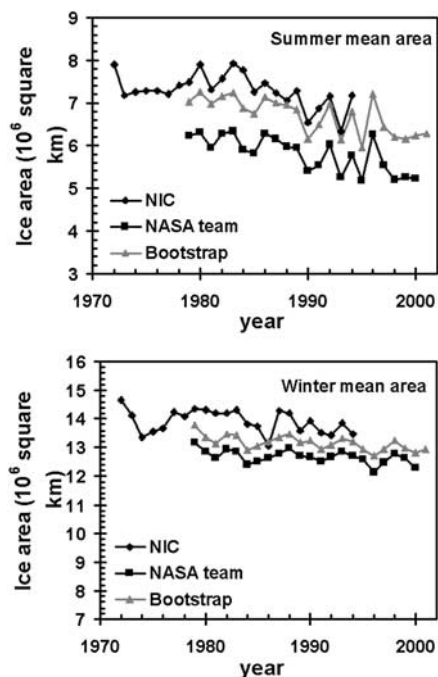 Summer mean area
Ice area (10⁶ square km)
9
8
7
6
5
4
3
NIC
NASA team
Bootstrap
1970 1980 1990 2000
year
Winter mean area
Ice area (10⁶ square km)
16
15
14
13
12
11
10
9
8
7
NIC
NASA team
Bootstrap
1970 1980 1990 2000
year